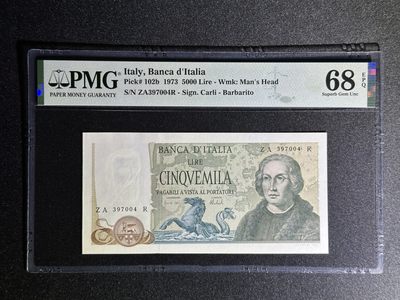 PMG
PAPER MONEY GUARANTY
Italy, Banca d'Italia
Pick# 102b 1973 5000 Lire - Wmk: Man's Head
S/N ZA397004R - Sign. Carli - Barbarito
68 EPQ
Superb Gem Unc
BANCA D'ITALIA
ZA 397004 R
LIRE
CINQVEMILA
PAGABILI A VISTA AL PORTATORE
ZA 397004 R